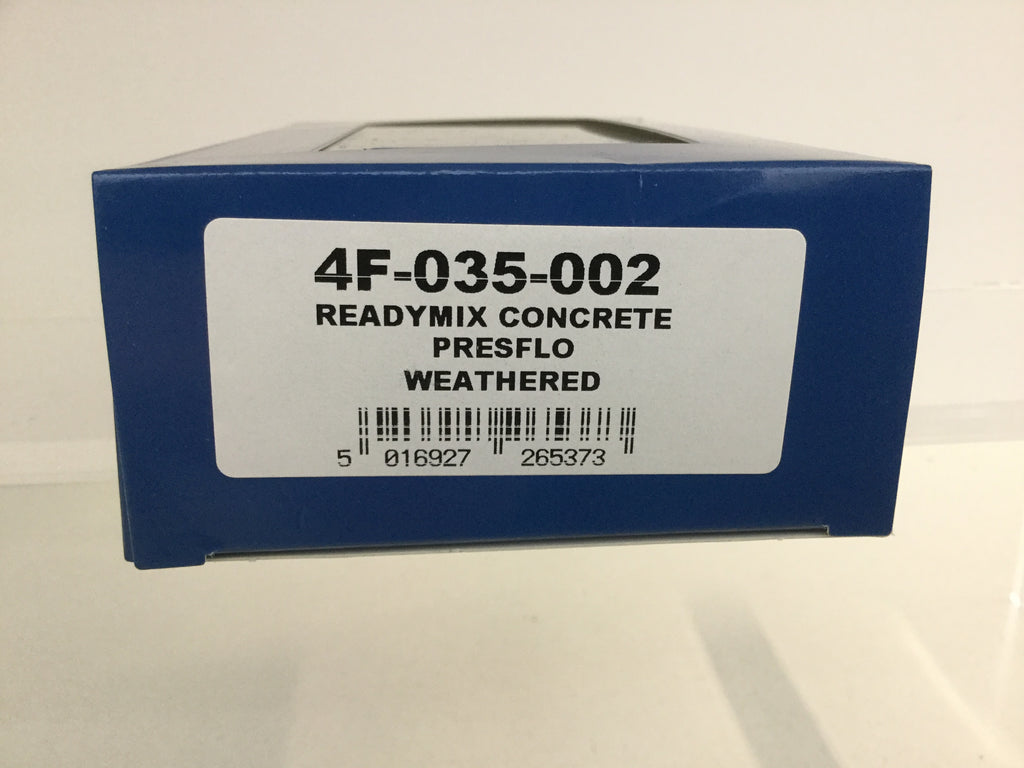 4F-035-002
READYMIX CONCRETE
PRESFLO
WEATHERED
5 016927 265373